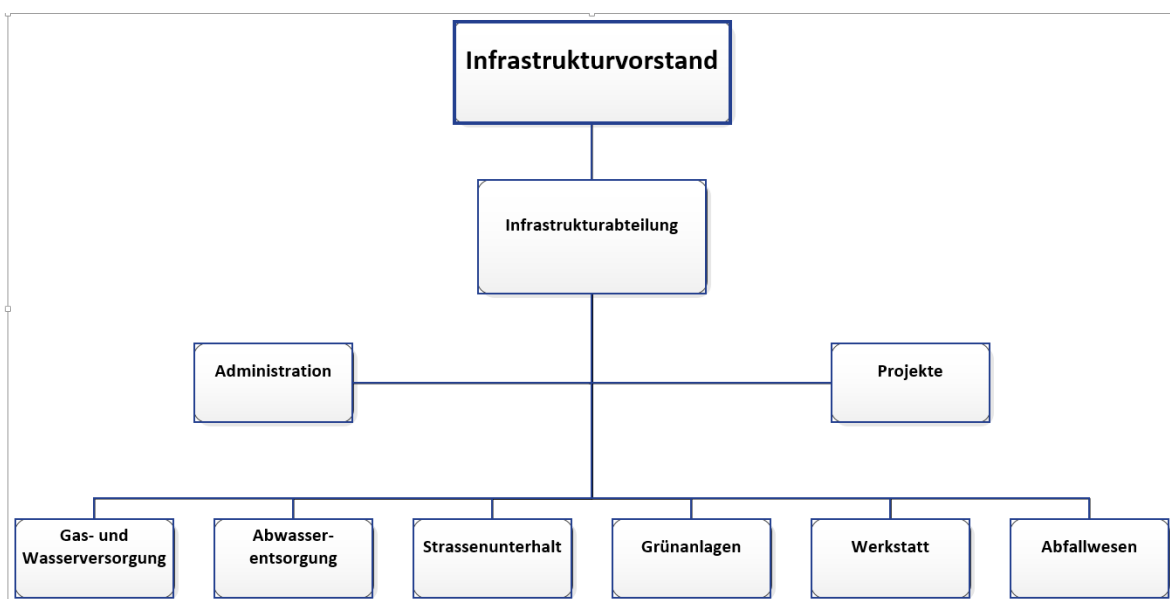 Infrastrukturvorstand
Infrastrukturabteilung
Administration
Projekte
Gas- und
Wasserversorgung
Abwasser-
entsorgung
Strassenunterhalt
Grünanlagen
Werkstatt
Abfallwesen